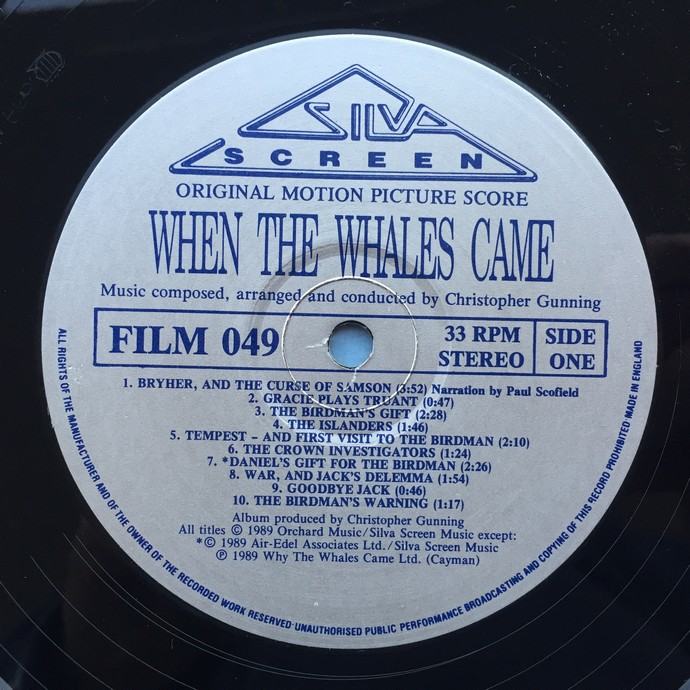 SILVA
SCREEN
ORIGINAL MOTION PICTURE SCORE
WHEN THE WHALES CAME
Music composed, arranged and conducted by Christopher Gunning
FILM 049
33 RPM
STEREO
SIDE
ONE
1. BRYHER, AND THE CURSE OF SAMSON (3:52) Narration by Paul Scofield
2. GRACIE PLAYS TRUANT (0:47)
3. THE BIRDMAN'S GIFT (2:28)
4. THE ISLANDERS (1:46)
5. TEMPEST – AND FIRST VISIT TO THE BIRDMAN (2:10)
6. THE CROWN INVESTIGATORS (1:24)
7. *DANIEL'S GIFT FOR THE BIRDMAN (2:26)
8. WAR, AND JACK'S DELEMMA (1:54)
9. GOODBYE JACK (0:46)
10. THE BIRDMAN'S WARNING (1:17)
Album produced by Christopher Gunning
All titles © 1989 Orchard Music/Silva Screen Music except:
*© 1989 Air-Edel Associates Ltd./Silva Screen Music
℗ 1989 Why The Whales Came Ltd. (Cayman)
ALL RIGHTS OF THE MANUFACTURER AND OF THE OWNER OF THE RECORDED WORK RESERVED·UNAUTHORISED PUBLIC PERFORMANCE BROADCASTING AND COPYING OF THIS RECORD PROHIBITED·MADE IN ENGLAND